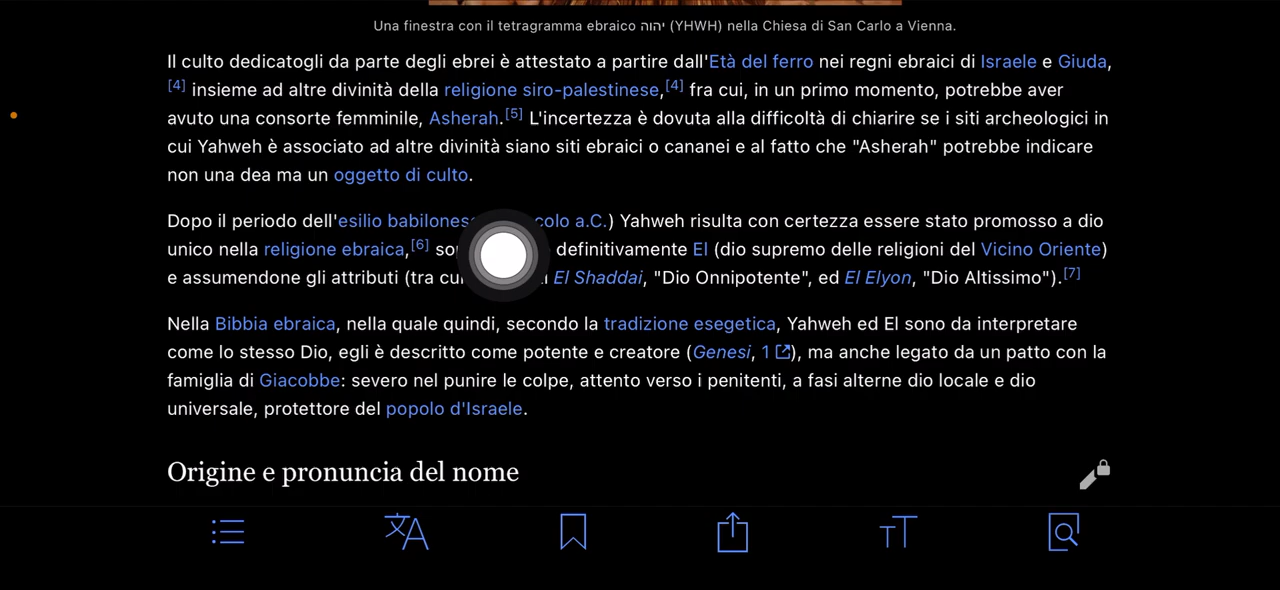 Una finestra con il tetragramma ebraico יהוה (YHWH) nella Chiesa di San Carlo a Vienna.
Il culto dedicatogli da parte degli ebrei è attestato a partire dall'Età del ferro nei regni ebraici di Israele e Giuda,
[4] insieme ad altre divinità della religione siro-palestinese,[4] fra cui, in un primo momento, potrebbe aver
avuto una consorte femminile, Asherah.[5] L'incertezza è dovuta alla difficoltà di chiarire se i siti archeologici in
cui Yahweh è associato ad altre divinità siano siti ebraici o cananei e al fatto che "Asherah" potrebbe indicare
non una dea ma un oggetto di culto.
Dopo il periodo dell'esilio a.C.) Yahweh risulta con certezza essere stato promosso a dio
unico nella religione ebraica,[6] definitivamente El (dio supremo delle religioni del Vicino Oriente)
e assumendone gli attributi (tra El Shaddai, "Dio Onnipotente", ed El Elyon, "Dio Altissimo").[7]
Nella Bibbia ebraica, nella quale quindi, secondo la tradizione esegetica, Yahweh ed El sono da interpretare
come lo stesso Dio, egli è descritto come potente e creatore (Genesi, 1), ma anche legato da un patto con la
famiglia di Giacobbe: severo nel punire le colpe, attento verso i penitenti, a fasi alterne dio locale e dio
universale, protettore del popolo d'Israele.
Origine e pronuncia del nome